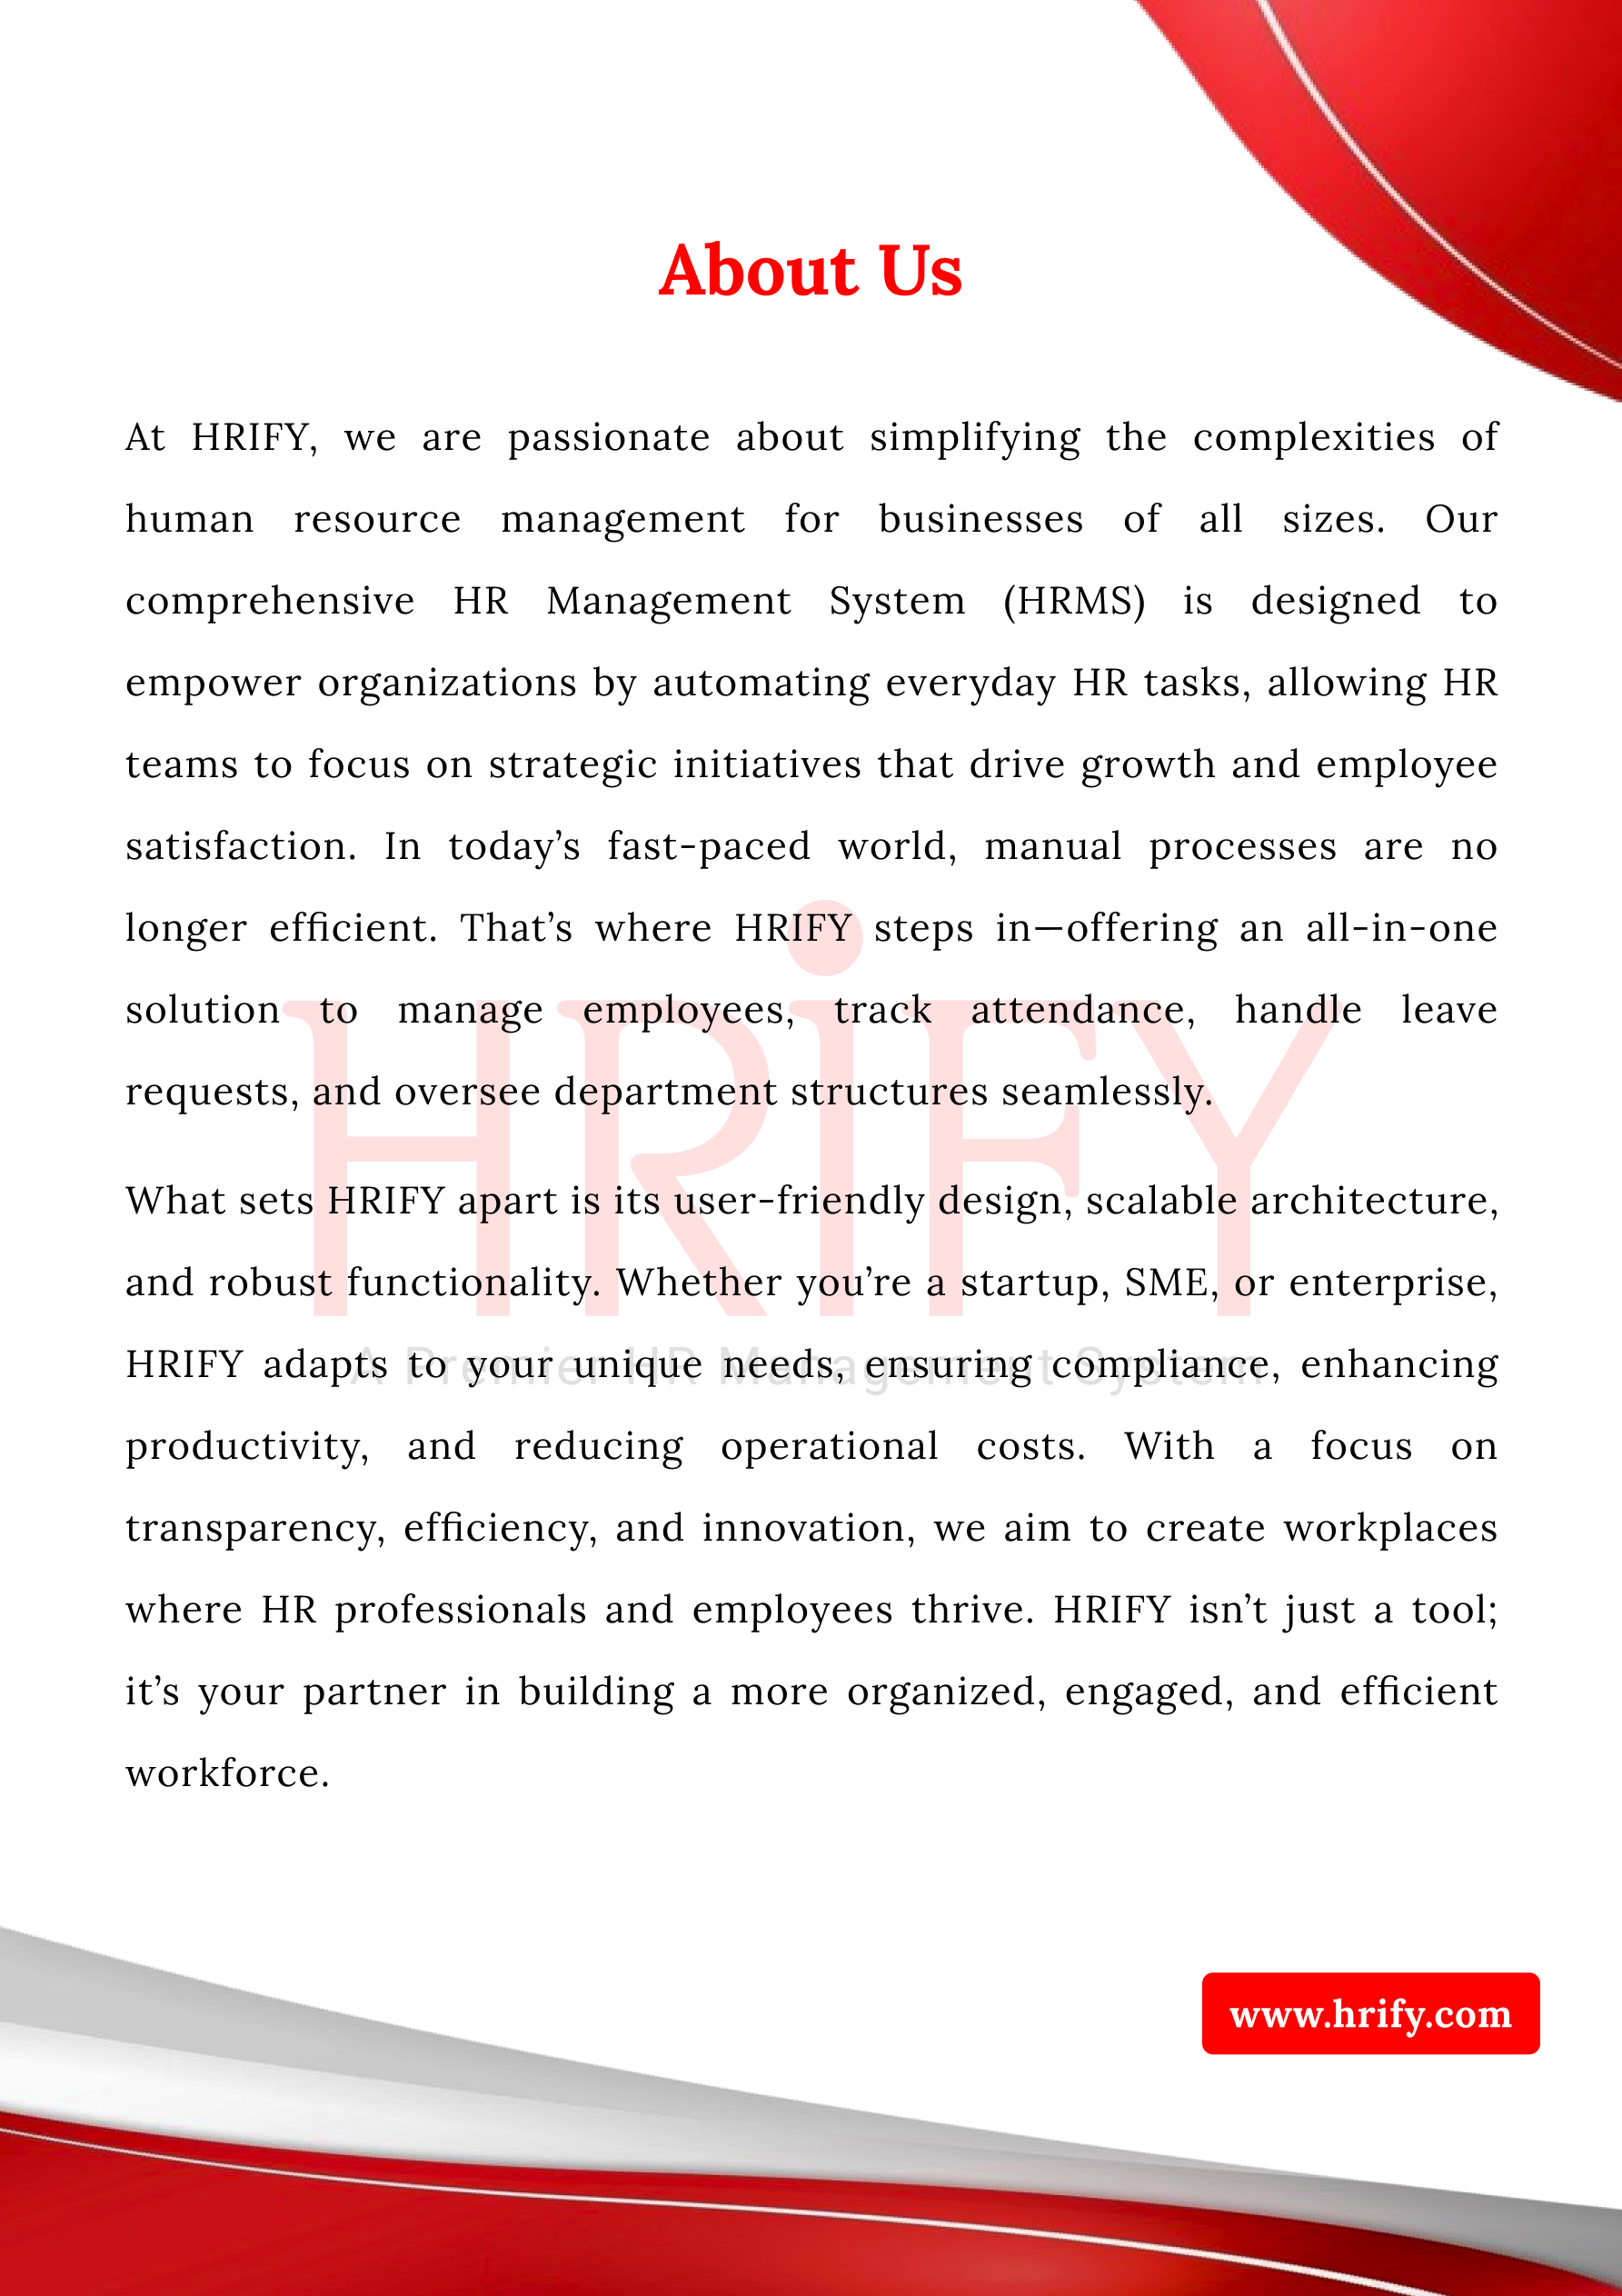 About Us
At HRIFY, we are passionate about simplifying the complexities of
human resource management for businesses of all sizes. Our
comprehensive HR Management System (HRMS) is designed to
empower organizations by automating everyday HR tasks, allowing HR
teams to focus on strategic initiatives that drive growth and employee
satisfaction. In today’s fast-paced world, manual processes are no
longer efficient. That’s where HRIFY steps in—offering an all-in-one
solution to manage employees, track attendance, handle leave
requests, and oversee department structures seamlessly.
HRiFY
What sets HRIFY apart is its user-friendly design, scalable architecture,
and robust functionality. Whether you’re a startup, SME, or enterprise,
HRIFY adapts to your unique needs, ensuring compliance, enhancing
A Premier HR Management System
productivity, and reducing operational costs. With a focus on
transparency, efficiency, and innovation, we aim to create workplaces
where HR professionals and employees thrive. HRIFY isn’t just a tool;
it’s your partner in building a more organized, engaged, and efficient
workforce.
www.hrify.com